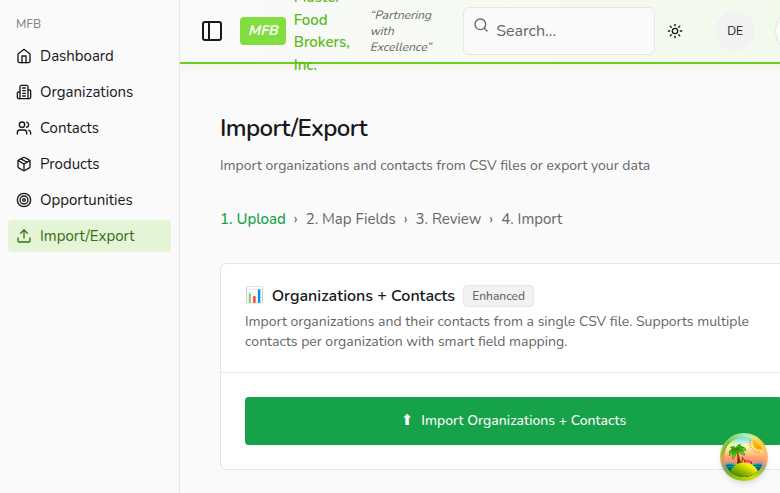 MFB
Dashboard
Organizations
Contacts
Products
Opportunities
Import/Export
MFB
Food
Brokers,
Inc.
“Partnering
with
Excellence”
Search...
DE
Import/Export
Import organizations and contacts from CSV files or export your data
1. Upload › 2. Map Fields › 3. Review › 4. Import
Organizations + Contacts Enhanced
Import organizations and their contacts from a single CSV file. Supports multiple
contacts per organization with smart field mapping.
⬆ Import Organizations + Contacts